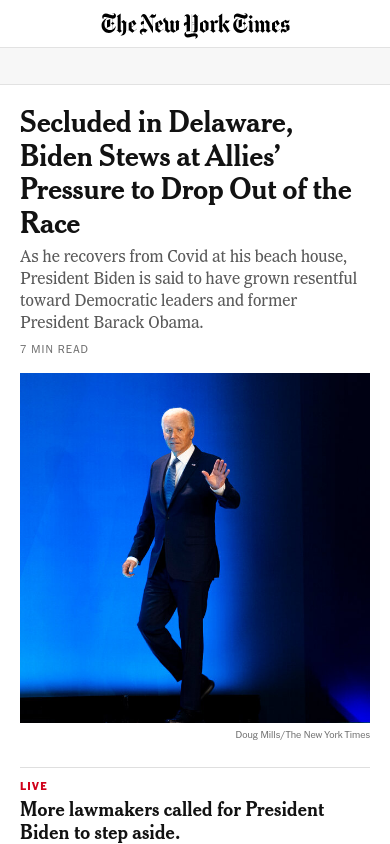 The New York Times
Secluded in Delaware,
Biden Stews at Allies’
Pressure to Drop Out of the
Race
As he recovers from Covid at his beach house,
President Biden is said to have grown resentful
toward Democratic leaders and former
President Barack Obama.
7 MIN READ
Doug Mills/The New York Times
LIVE
More lawmakers called for President
Biden to step aside.